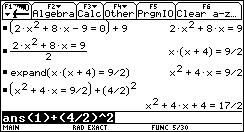 F1 F2 F3 F4 F5 F6
Algebra Calc Other PrgmIO Clear a-z…
▪ (2·x² + 8·x − 9 = 0) + 9 2·x² + 8·x = 9
▪ (2·x² + 8·x = 9)/2 x·(x + 4) = 9/2
▪ expand(x·(x + 4) = 9/2) x² + 4·x = 9/2
▪ (x² + 4·x = 9/2) + (4/2)²
x² + 4·x + 4 = 17/2
ans(1)+(4/2)^2
MAIN RAD EXACT FUNC 5/30